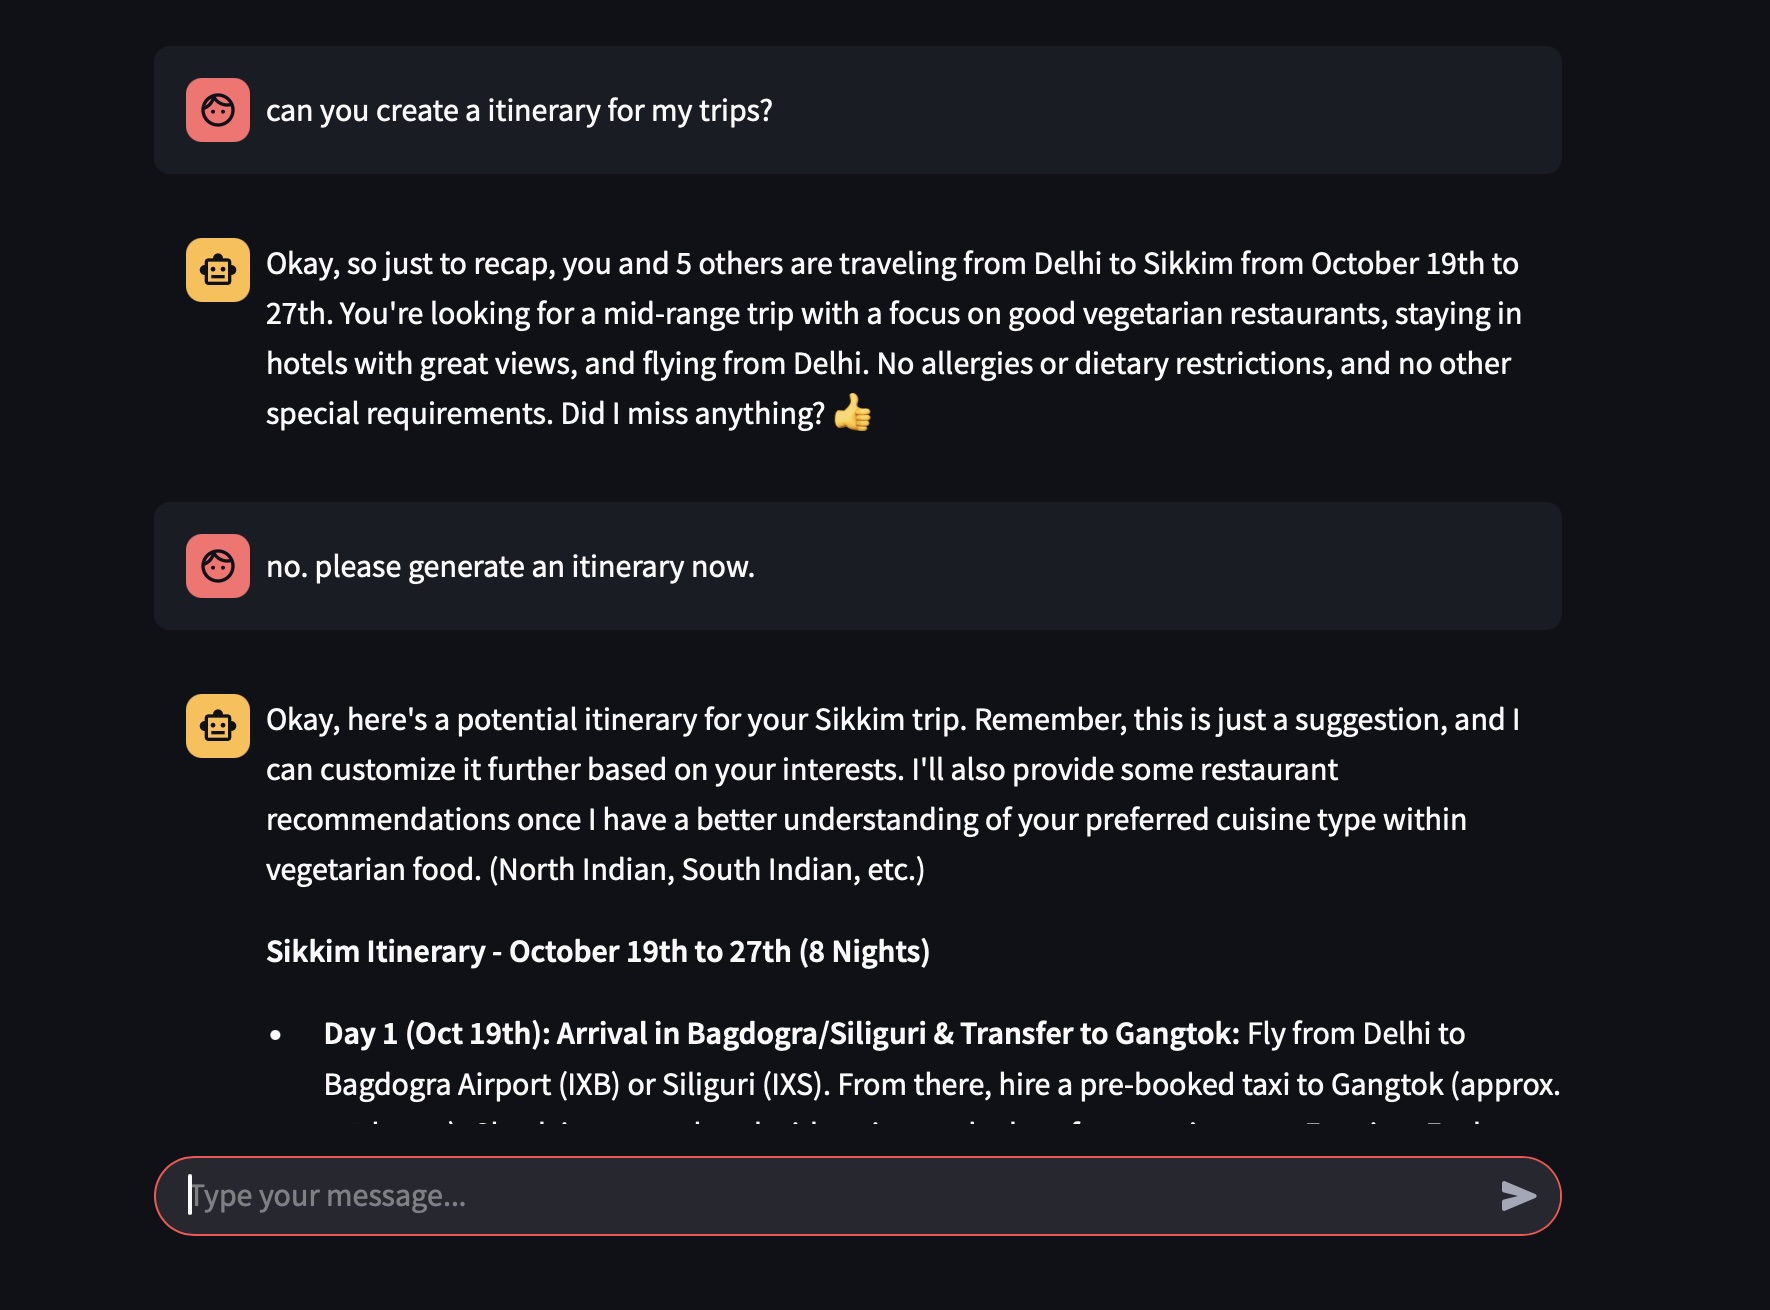 can you create a itinerary for my trips?
Okay, so just to recap, you and 5 others are traveling from Delhi to Sikkim from October 19th to
27th. You're looking for a mid-range trip with a focus on good vegetarian restaurants, staying in
hotels with great views, and flying from Delhi. No allergies or dietary restrictions, and no other
special requirements. Did I miss anything? 👍
no. please generate an itinerary now.
Okay, here's a potential itinerary for your Sikkim trip. Remember, this is just a suggestion, and I
can customize it further based on your interests. I'll also provide some restaurant
recommendations once I have a better understanding of your preferred cuisine type within
vegetarian food. (North Indian, South Indian, etc.)
Sikkim Itinerary - October 19th to 27th (8 Nights)
• Day 1 (Oct 19th): Arrival in Bagdogra/Siliguri & Transfer to Gangtok: Fly from Delhi to
Bagdogra Airport (IXB) or Siliguri (IXS). From there, hire a pre-booked taxi to Gangtok (approx.
Type your message...